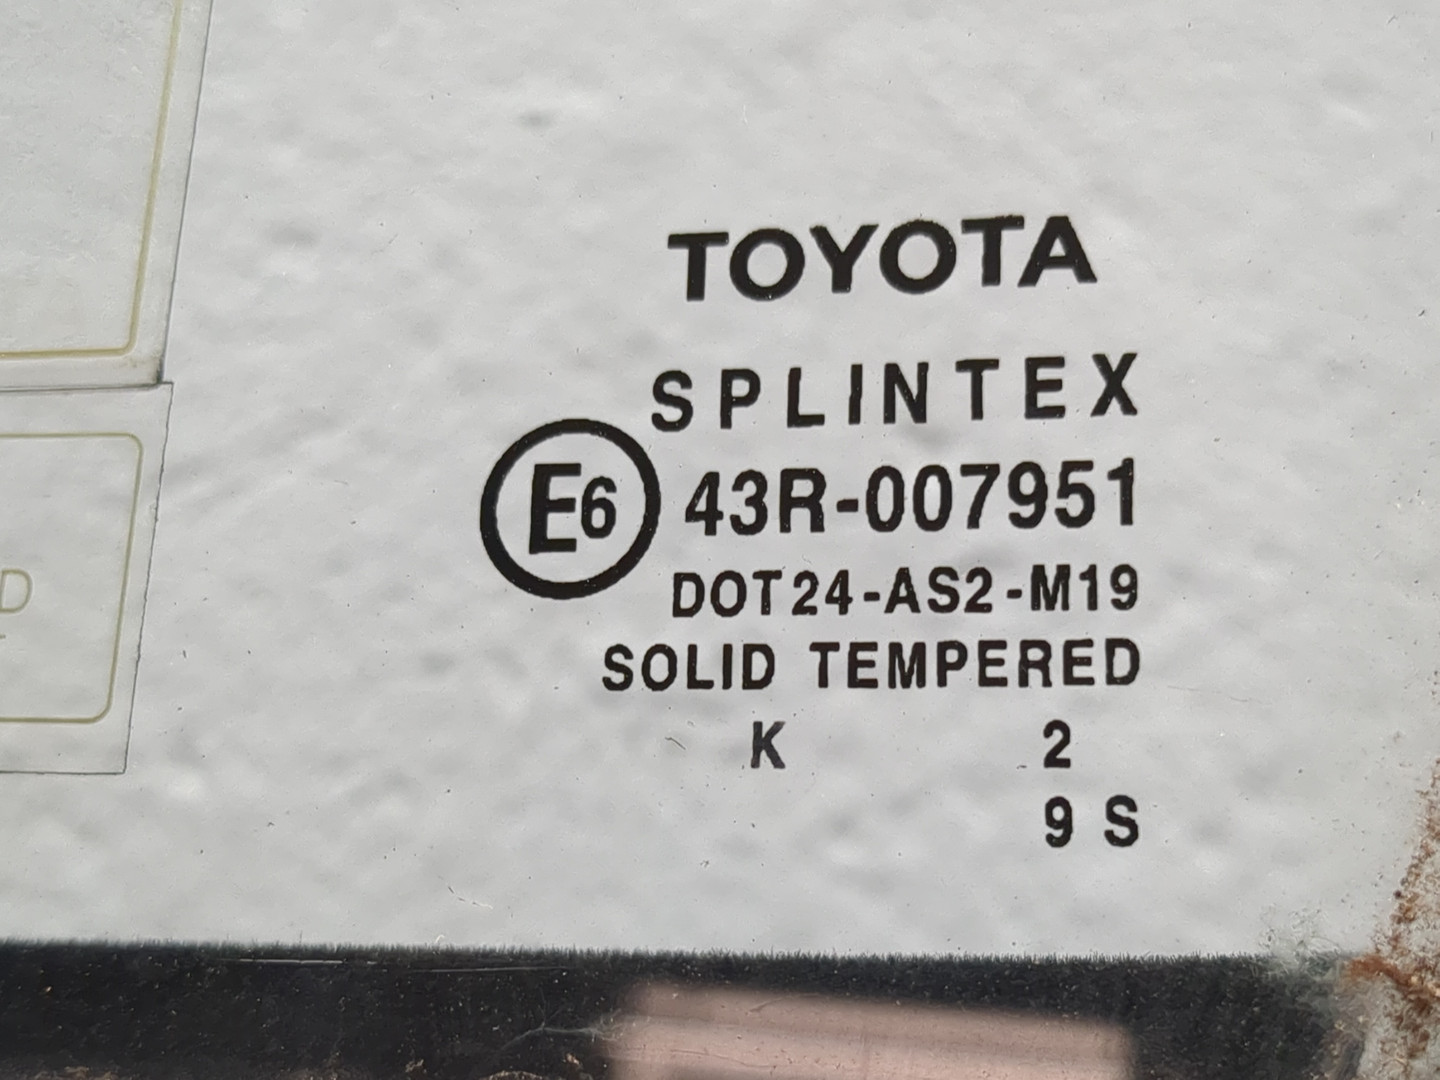 TOYOTA
SPLINTEX
E6 43R-007951
DOT24-AS2-M19
SOLID TEMPERED
K 2
9 S
D